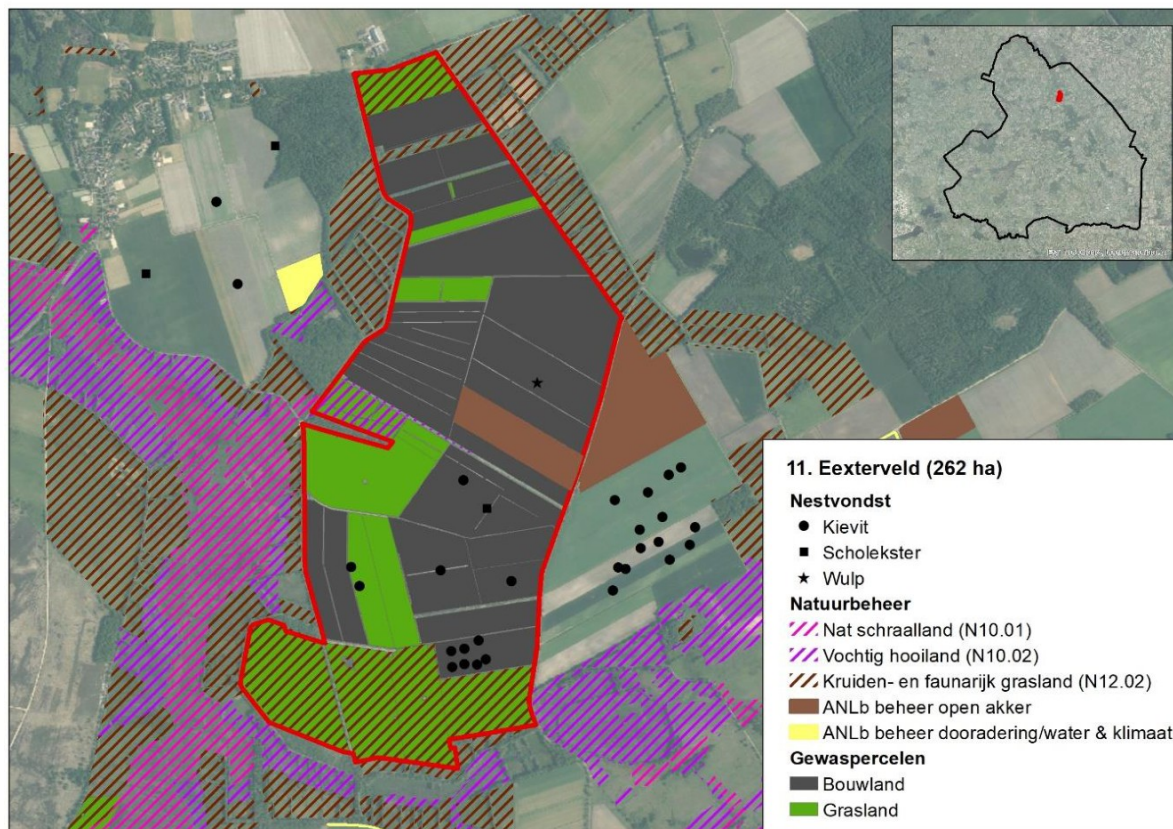 11. Eexterveld (262 ha)
Nestvondst
Kievit
Scholekster
Wulp
Natuurbeheer
Nat schraalland (N10.01)
Vochtig hooiland (N10.02)
Kruiden- en faunarijk grasland (N12.02)
ANLb beheer open akker
ANLb beheer dooradering/water & klimaat
Gewaspercelen
Bouwland
Grasland